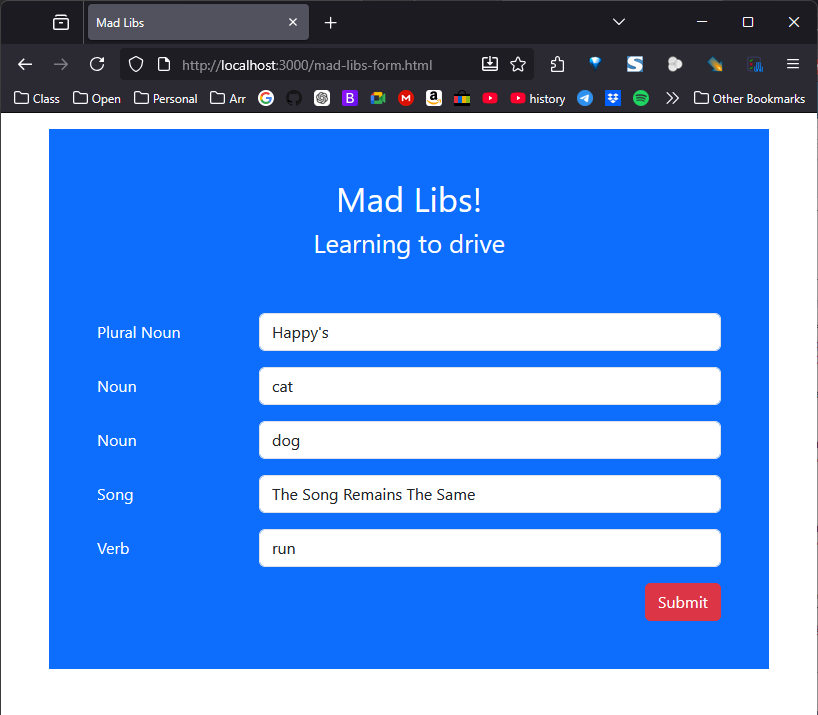 Mad Libs
http://localhost:3000/mad-libs-form.html
Class Open Personal Arr history Other Bookmarks
Mad Libs!
Learning to drive
Plural Noun Happy's
Noun cat
Noun dog
Song The Song Remains The Same
Verb run
Submit